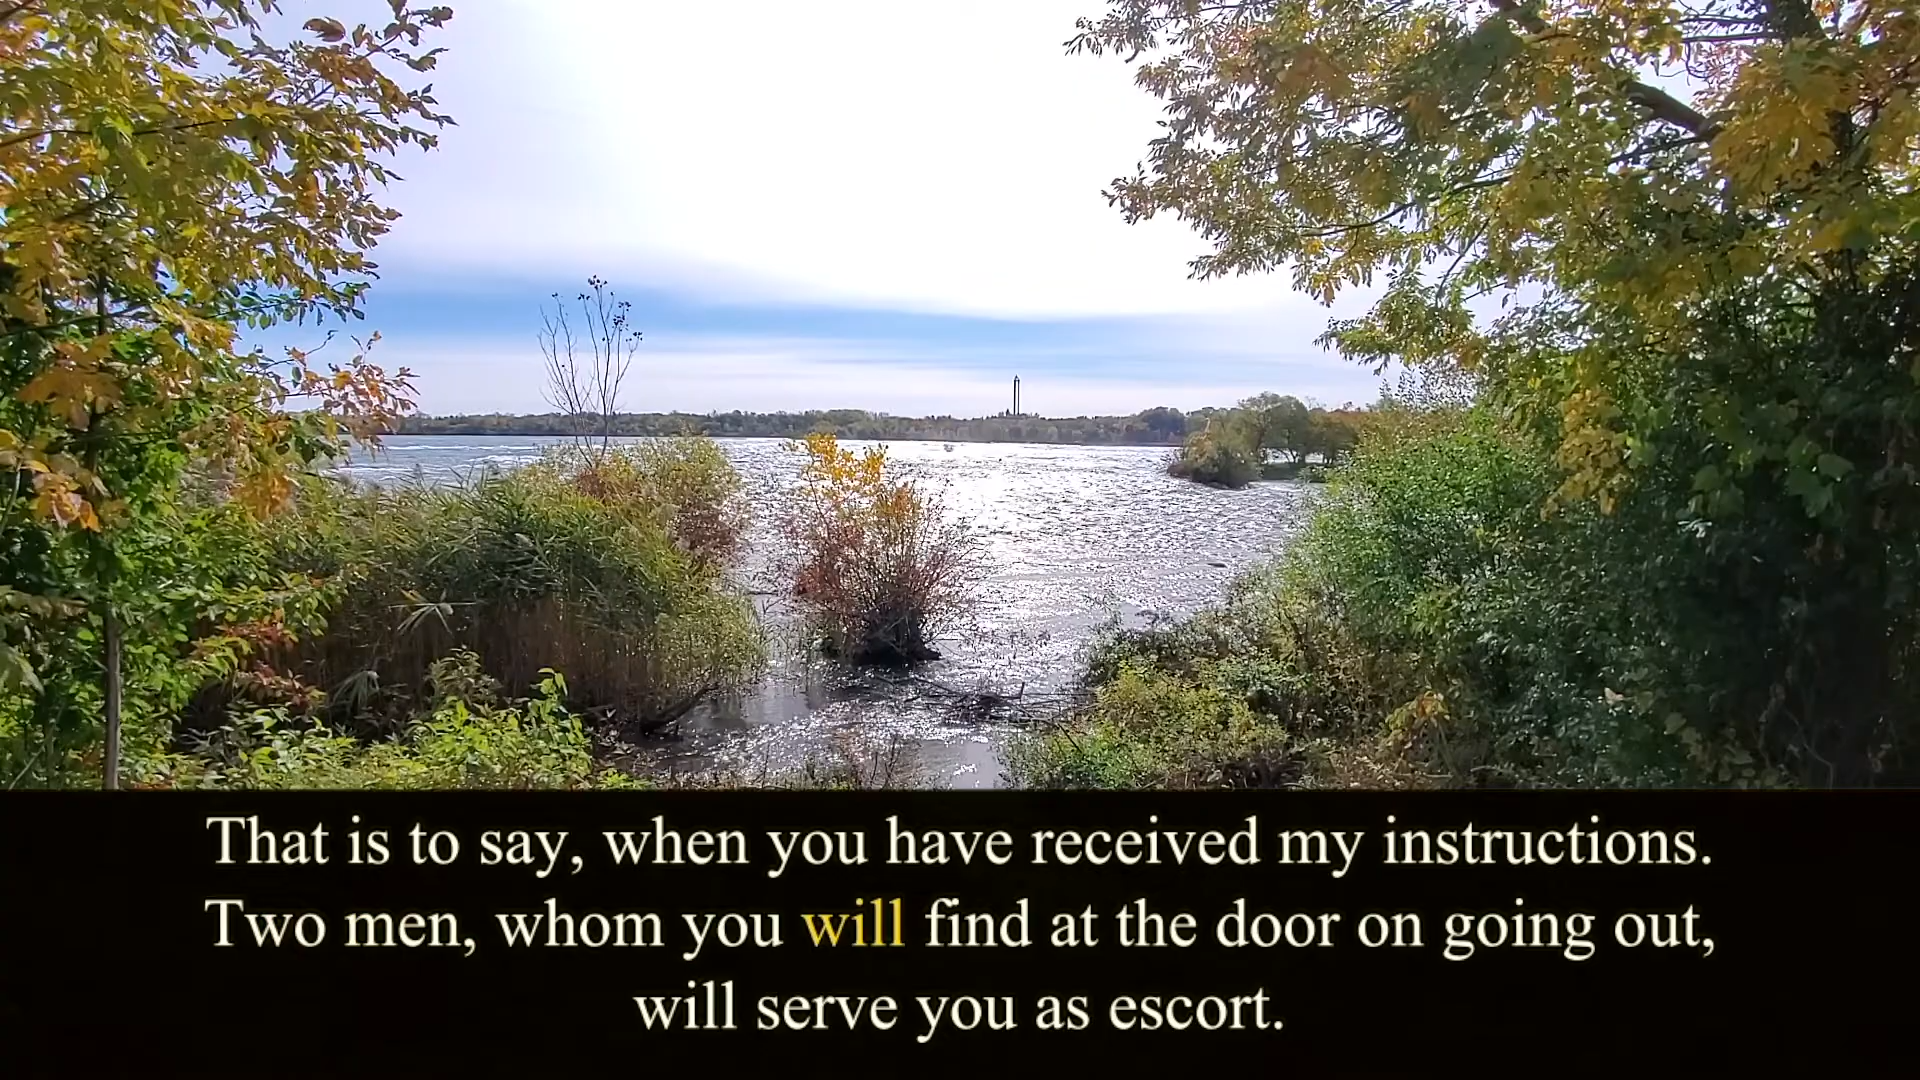 That is to say, when you have received my instructions.
Two men, whom you will find at the door on going out,
will serve you as escort.